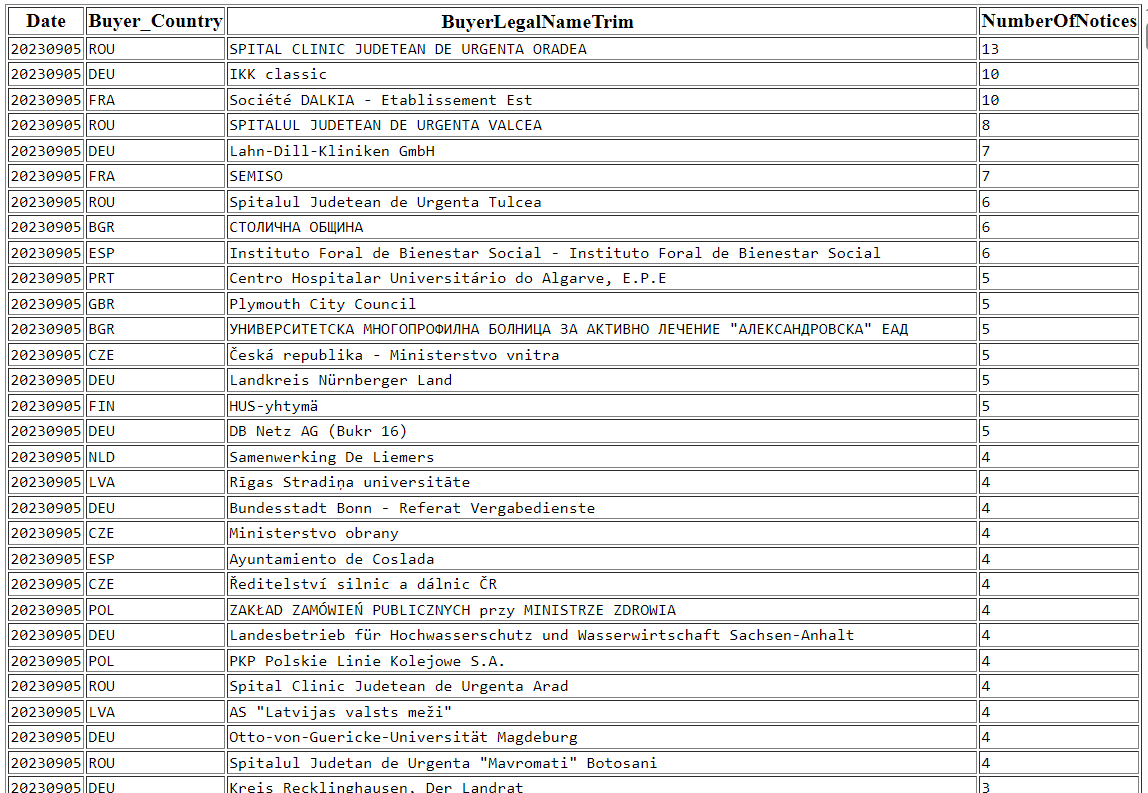 Date Buyer_Country BuyerLegalNameTrim NumberOfNotices
20230905 ROU SPITAL CLINIC JUDETEAN DE URGENTA ORADEA 13
20230905 DEU IKK classic 10
20230905 FRA Société DALKIA - Etablissement Est 10
20230905 ROU SPITALUL JUDETEAN DE URGENTA VALCEA 8
20230905 DEU Lahn-Dill-Kliniken GmbH 7
20230905 FRA SEMISO 7
20230905 ROU Spitalul Judetean de Urgenta Tulcea 6
20230905 BGR СТОЛИЧНА ОБЩИНА 6
20230905 ESP Instituto Foral de Bienestar Social - Instituto Foral de Bienestar Social 6
20230905 PRT Centro Hospitalar Universitário do Algarve, E.P.E 5
20230905 GBR Plymouth City Council 5
20230905 BGR УНИВЕРСИТЕТСКА МНОГОПРОФИЛНА БОЛНИЦА ЗА АКТИВНО ЛЕЧЕНИЕ "АЛЕКСАНДРОВСКА" ЕАД 5
20230905 CZE Česká republika - Ministerstvo vnitra 5
20230905 DEU Landkreis Nürnberger Land 5
20230905 FIN HUS-yhtymä 5
20230905 DEU DB Netz AG (Bukr 16) 5
20230905 NLD Samenwerking De Liemers 4
20230905 LVA Rīgas Stradiņa universitāte 4
20230905 DEU Bundesstadt Bonn - Referat Vergabedienste 4
20230905 CZE Ministerstvo obrany 4
20230905 ESP Ayuntamiento de Coslada 4
20230905 CZE Ředitelství silnic a dálnic ČR 4
20230905 POL ZAKŁAD ZAMÓWIEŃ PUBLICZNYCH przy MINISTRZE ZDROWIA 4
20230905 DEU Landesbetrieb für Hochwasserschutz und Wasserwirtschaft Sachsen-Anhalt 4
20230905 POL PKP Polskie Linie Kolejowe S.A. 4
20230905 ROU Spital Clinic Judetean de Urgenta Arad 4
20230905 LVA AS "Latvijas valsts meži" 4
20230905 DEU Otto-von-Guericke-Universität Magdeburg 4
20230905 ROU Spitalul Judetan de Urgenta "Mavromati" Botosani 4
20230905 DEU Kreis Recklinghausen, Der Landrat 3